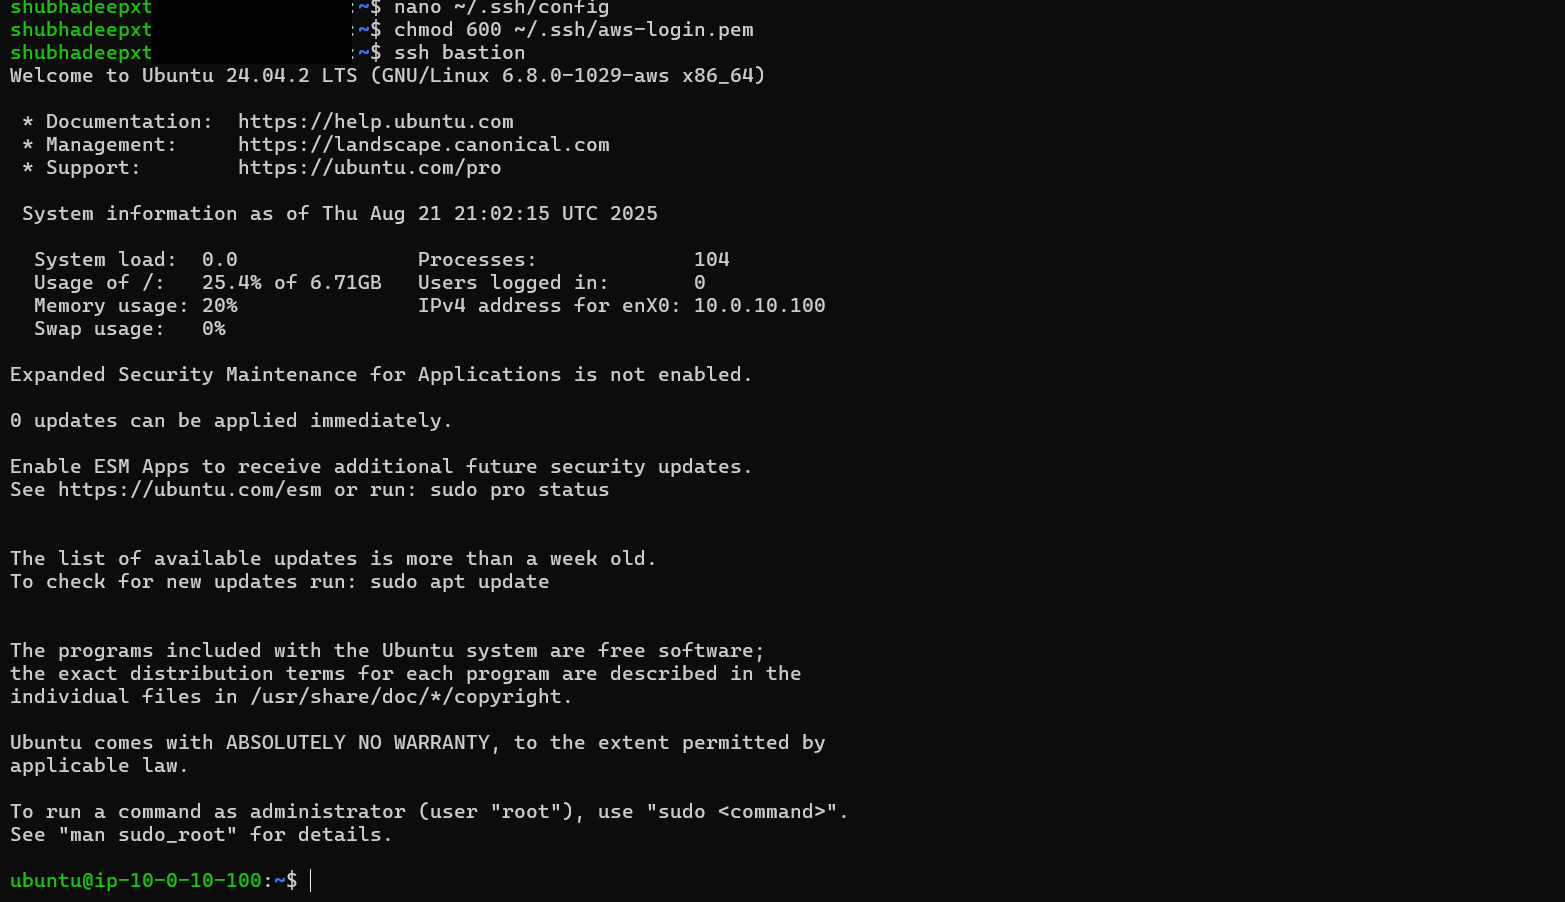 shubhadeepxt :~$ nano ~/.ssh/config
shubhadeepxt :~$ chmod 600 ~/.ssh/aws-login.pem
shubhadeepxt :~$ ssh bastion
Welcome to Ubuntu 24.04.2 LTS (GNU/Linux 6.8.0-1029-aws x86_64)
* Documentation: https://help.ubuntu.com
* Management: https://landscape.canonical.com
* Support: https://ubuntu.com/pro
System information as of Thu Aug 21 21:02:15 UTC 2025
System load: 0.0 Processes: 104
Usage of /: 25.4% of 6.71GB Users logged in: 0
Memory usage: 20% IPv4 address for enX0: 10.0.10.100
Swap usage: 0%
Expanded Security Maintenance for Applications is not enabled.
0 updates can be applied immediately.
Enable ESM Apps to receive additional future security updates.
See https://ubuntu.com/esm or run: sudo pro status
The list of available updates is more than a week old.
To check for new updates run: sudo apt update
The programs included with the Ubuntu system are free software;
the exact distribution terms for each program are described in the
individual files in /usr/share/doc/*/copyright.
Ubuntu comes with ABSOLUTELY NO WARRANTY, to the extent permitted by
applicable law.
To run a command as administrator (user "root"), use "sudo <command>".
See "man sudo_root" for details.
ubuntu@ip-10-0-10-100:~$